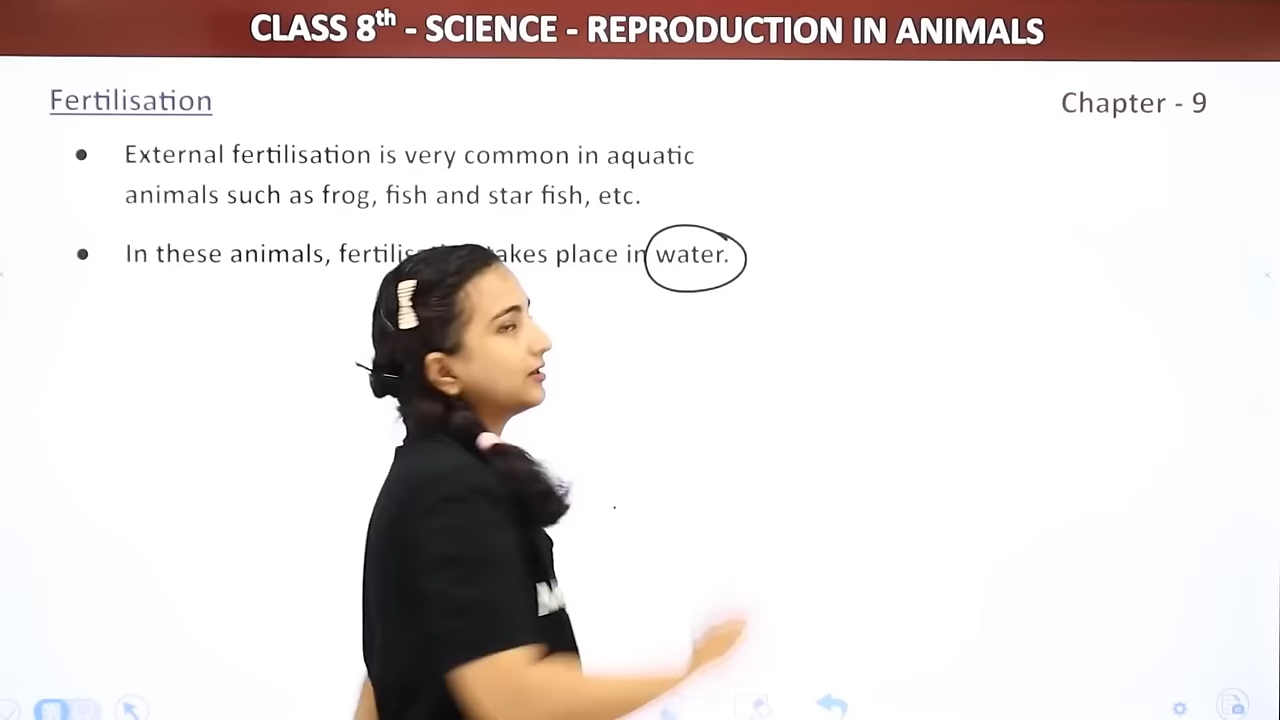 CLASS 8th - SCIENCE - REPRODUCTION IN ANIMALS
Fertilisation
Chapter - 9
● External fertilisation is very common in aquatic
animals such as frog, fish and star fish, etc.
● In these animals, takes place in water.